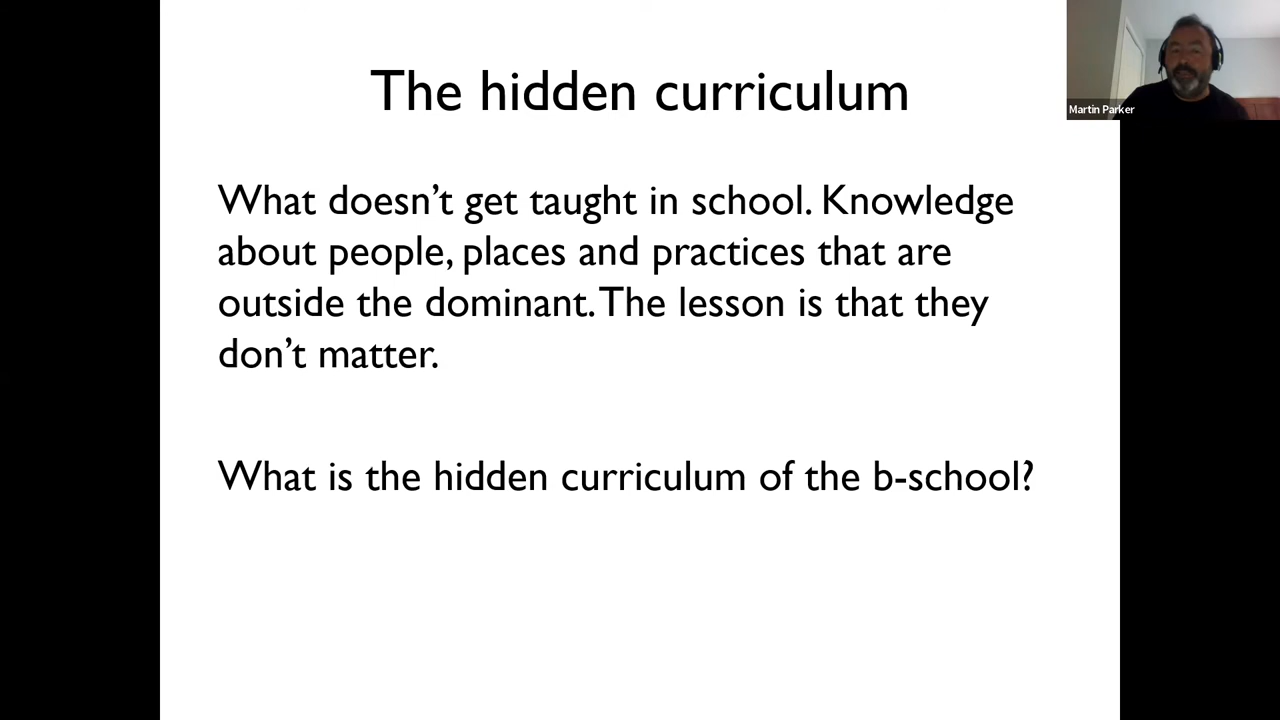 The hidden curriculum
Martin Parker
What doesn’t get taught in school. Knowledge
about people, places and practices that are
outside the dominant. The lesson is that they
don’t matter.
What is the hidden curriculum of the b-school?